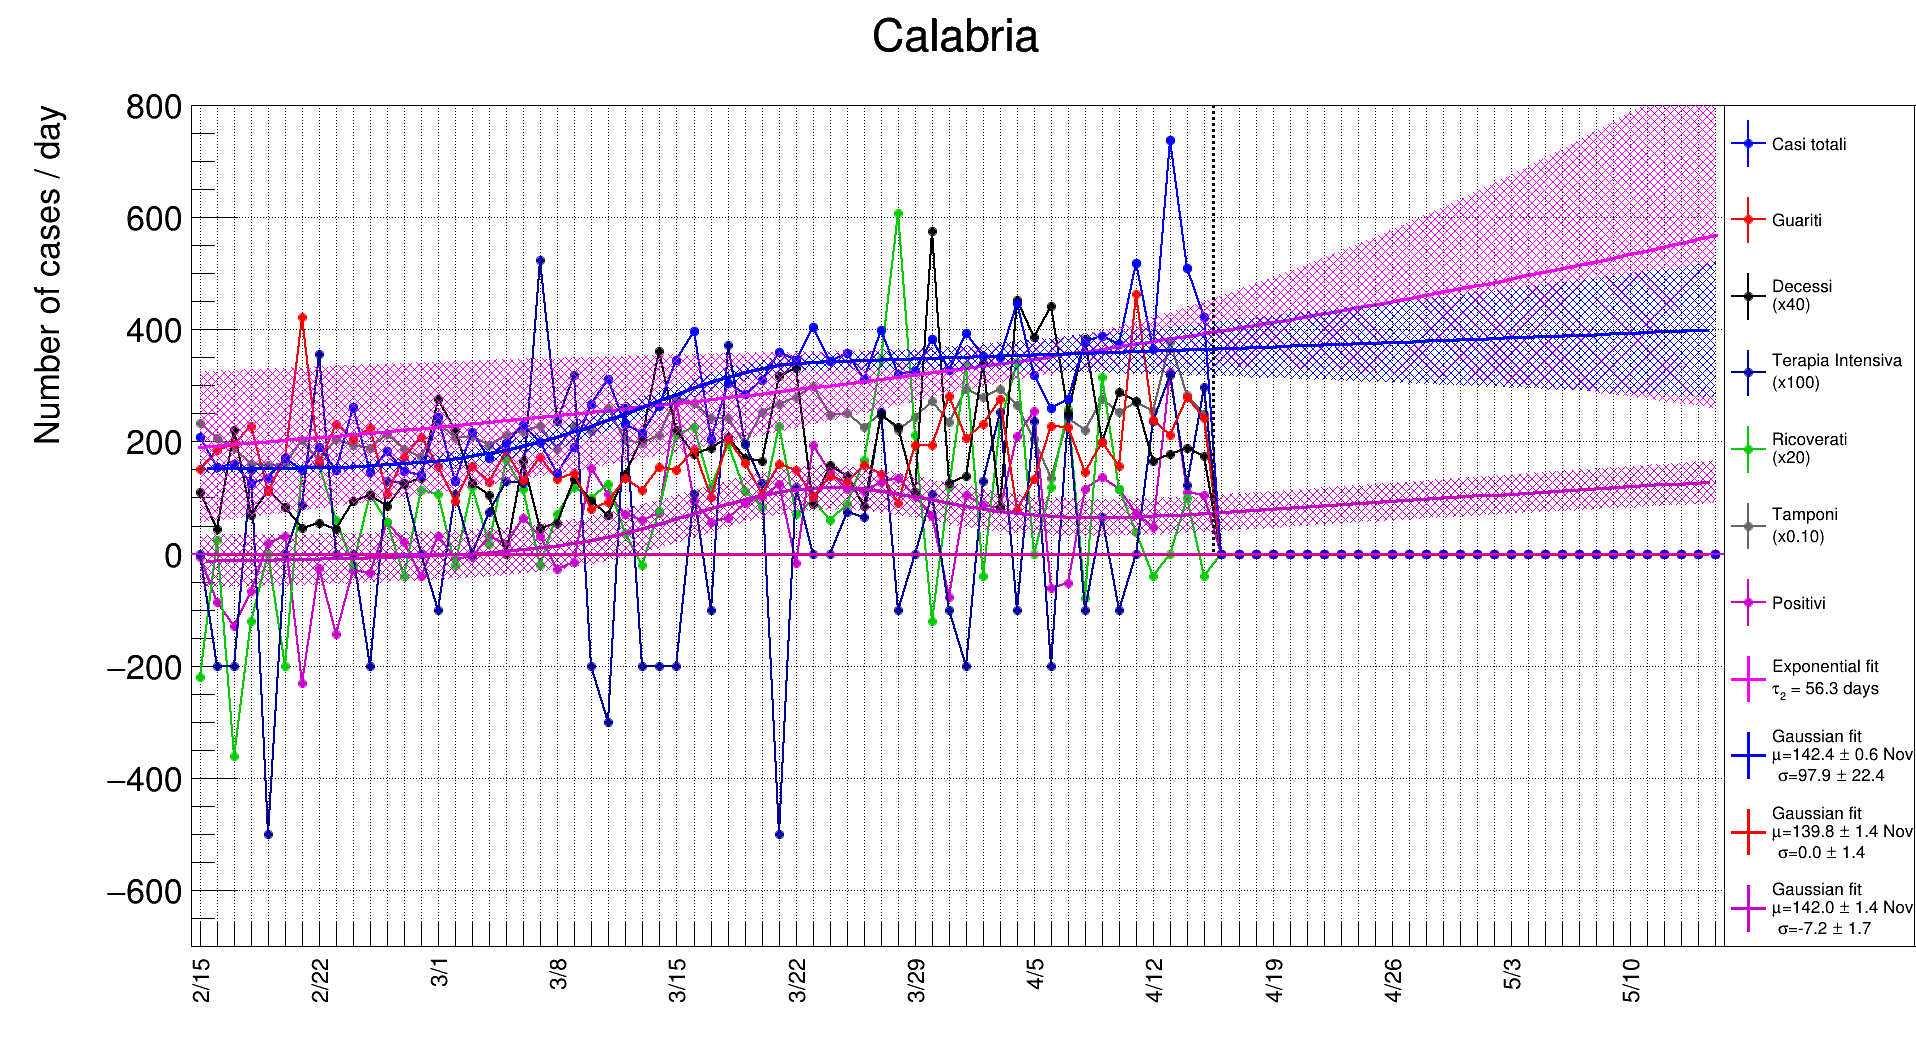 Calabria
Number of cases / day
800
600
400
200
0
−200
−400
−600
2/15
2/22
3/1
3/8
3/15
3/22
3/29
4/5
4/12
4/19
4/26
5/3
5/10
Casi totali
Guariti
Decessi
(x40)
Terapia Intensiva
(x100)
Ricoverati
(x20)
Tamponi
(x0.10)
Positivi
Exponential fit
τ2 = 56.3 days
Gaussian fit
μ=142.4 ± 0.6 Nov
σ=97.9 ± 22.4
Gaussian fit
μ=139.8 ± 1.4 Nov
σ=0.0 ± 1.4
Gaussian fit
μ=142.0 ± 1.4 Nov
σ=-7.2 ± 1.7